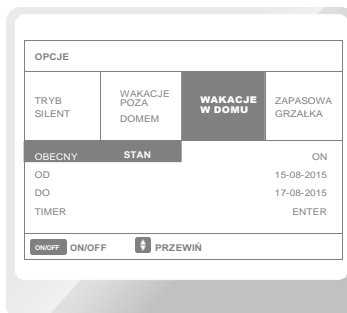 OPCJE
TRYB SILENT
WAKACJE POZA DOMEM
WAKACJE W DOMU
ZAPASOWA GRZAŁKA
OBECNY STAN ON
OD 15-08-2015
DO 17-08-2015
TIMER ENTER
ON/OFF ON/OFF PRZEWIŃ